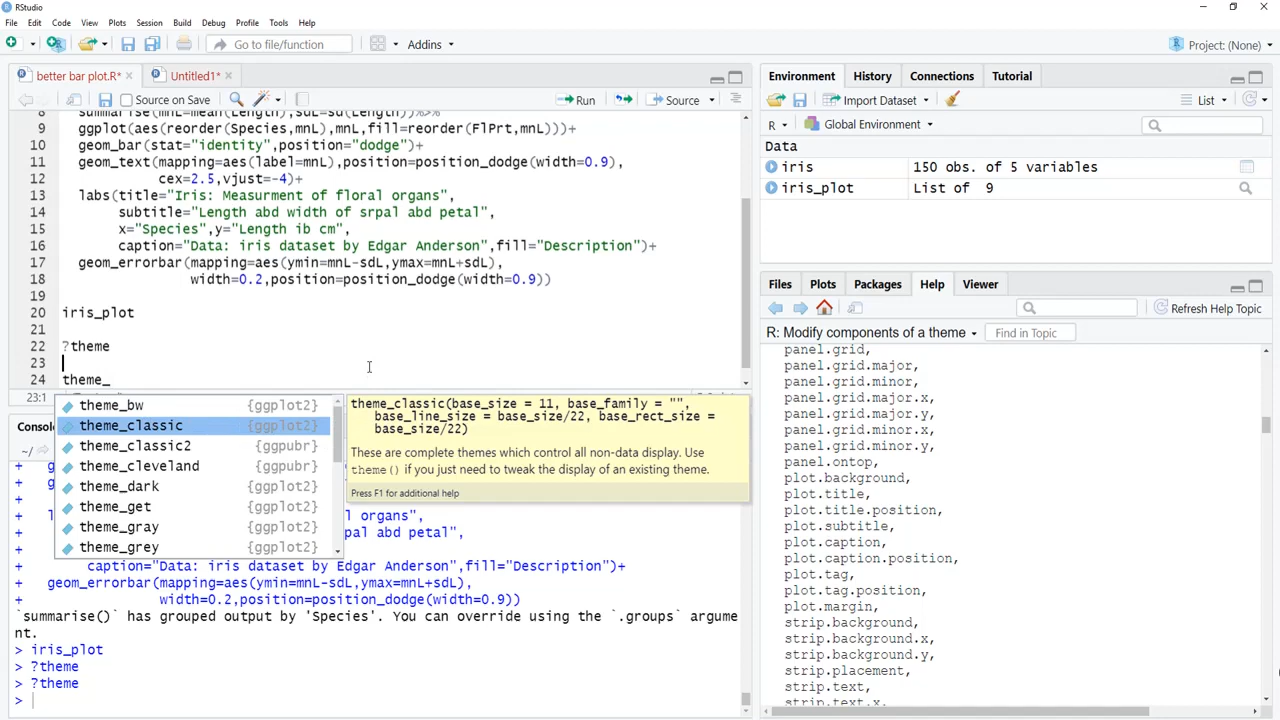 RStudio
File Edit Code View Plots Session Build Debug Profile Tools Help
Go to file/function Addins Project: (None)
better bar plot.R* Untitled1*
Source on Save Run Source
8 summarise(mnL=mean(Length),sdL=sd(Length))%>%
9 ggplot(aes(reorder(Species,mnL),mnL,fill=reorder(FlPrt,mnL)))+
10 geom_bar(stat="identity",position="dodge")+
11 geom_text(mapping=aes(label=mnL),position=position_dodge(width=0.9),
12 cex=2.5,vjust=-4)+
13 labs(title="Iris: Measurment of floral organs",
14 subtitle="Length abd width of srpal abd petal",
15 x="Species",y="Length ib cm",
16 caption="Data: iris dataset by Edgar Anderson",fill="Description")+
17 geom_errorbar(mapping=aes(ymin=mnL-sdL,ymax=mnL+sdL),
18 width=0.2,position=position_dodge(width=0.9))
19
20 iris_plot
21
22 ?theme
23
24 theme_
23:1
theme_bw {ggplot2}
theme_classic {ggplot2}
theme_classic2 {ggpubr}
theme_cleveland {ggpubr}
theme_dark {ggplot2}
theme_get {ggplot2}
theme_gray {ggplot2}
theme_grey {ggplot2}
theme_classic(base_size = 11, base_family = "",
base_line_size = base_size/22, base_rect_size =
base_size/22)
These are complete themes which control all non-data display. Use
theme() if you just need to tweak the display of an existing theme.
Press F1 for additional help
Console
~/
+ g
+ g
+
+ l organs",
+ pal abd petal",
+
+ caption="Data: iris dataset by Edgar Anderson",fill="Description")+
+ geom_errorbar(mapping=aes(ymin=mnL-sdL,ymax=mnL+sdL),
+ width=0.2,position=position_dodge(width=0.9))
`summarise()` has grouped output by 'Species'. You can override using the `.groups` argume
nt.
> iris_plot
> ?theme
> ?theme
>
Environment History Connections Tutorial
Import Dataset List
R Global Environment
Data
iris 150 obs. of 5 variables
iris_plot List of 9
Files Plots Packages Help Viewer
Refresh Help Topic
R: Modify components of a theme Find in Topic
panel.grid,
panel.grid.major,
panel.grid.minor,
panel.grid.major.x,
panel.grid.major.y,
panel.grid.minor.x,
panel.grid.minor.y,
panel.ontop,
plot.background,
plot.title,
plot.title.position,
plot.subtitle,
plot.caption,
plot.caption.position,
plot.tag,
plot.tag.position,
plot.margin,
strip.background,
strip.background.x,
strip.background.y,
strip.placement,
strip.text,
strip.text.x,